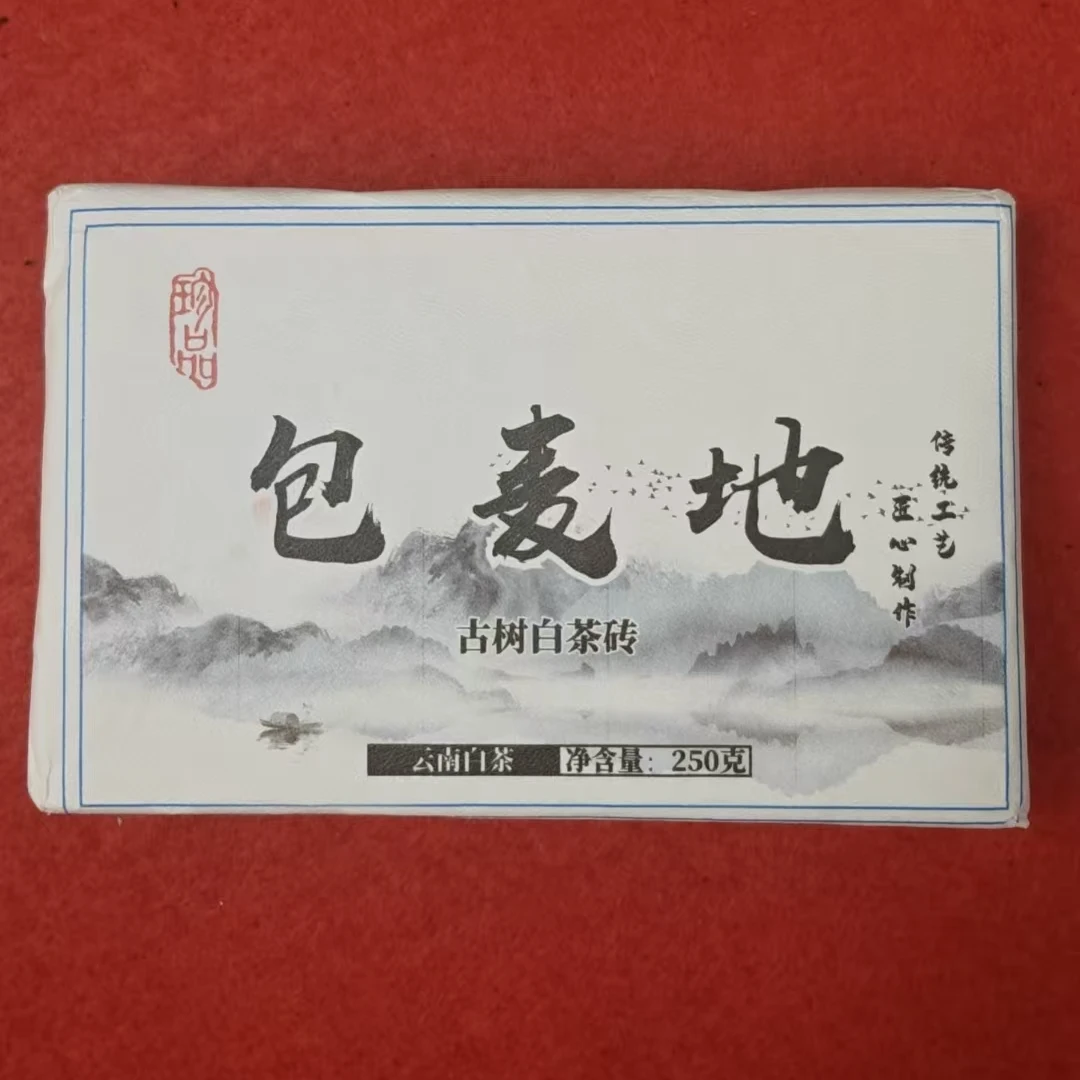 珍品
包麦地
传统工艺
匠心制作
古树白茶砖
云南白茶 净含量：250克